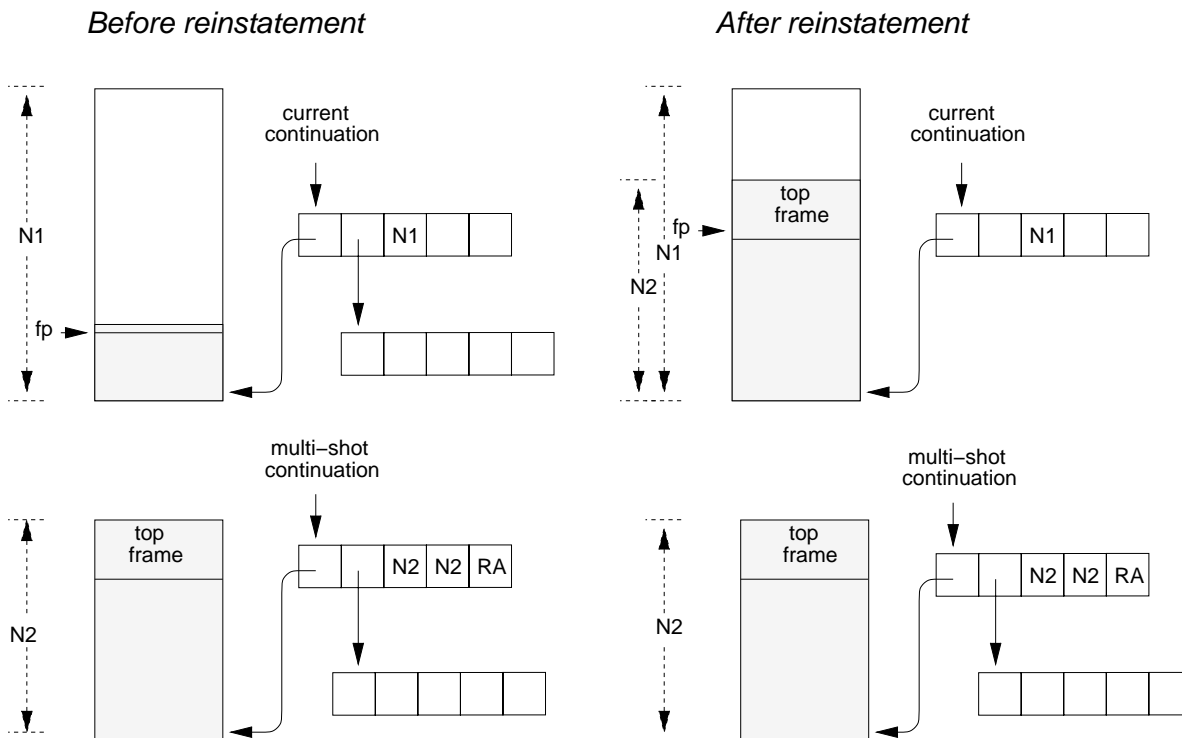 Before reinstatement
After reinstatement
current
continuation
N1
N1
fp
current
continuation
top
frame
fp
N1
N2
N1
multi−shot
continuation
top
frame
N2
N2
RA
N2
multi−shot
continuation
top
frame
N2
N2
RA
N2